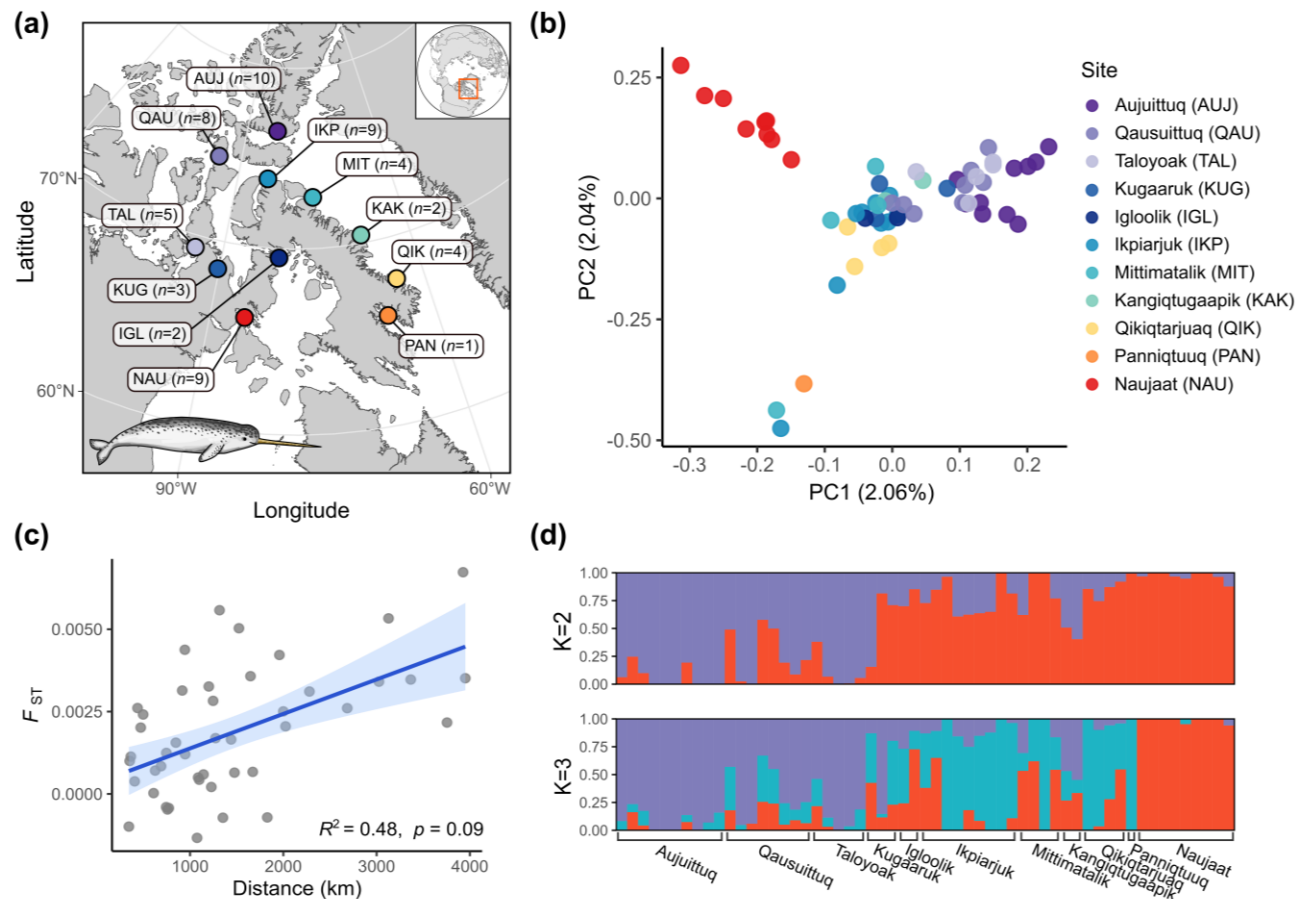 (a)
AUJ (n=10)
QAU (n=8)
IKP (n=9)
MIT (n=4)
70°N
KAK (n=2)
TAL (n=5)
QIK (n=4)
KUG (n=3)
IGL (n=2)
PAN (n=1)
NAU (n=9)
60°N
90°W
60°W
Latitude
Longitude
(b)
0.25
0.00
-0.25
-0.50
-0.3
-0.2
-0.1
0.0
0.1
0.2
PC2 (2.04%)
PC1 (2.06%)
Site
Aujuittuq (AUJ)
Qausuittuq (QAU)
Taloyoak (TAL)
Kugaaruk (KUG)
Igloolik (IGL)
Ikpiarjuk (IKP)
Mittimatalik (MIT)
Kangiqtugaapik (KAK)
Qikiqtarjuaq (QIK)
Panniqtuuq (PAN)
Naujaat (NAU)
(c)
0.0050
0.0025
0.0000
FST
R² = 0.48, p = 0.09
1000
2000
3000
4000
Distance (km)
(d)
K=2
1.00
0.75
0.50
0.25
0.00
K=3
1.00
0.75
0.50
0.25
0.00
Aujuittuq
Qausuittuq
Taloyoak
Kugaaruk
Igloolik
Ikpiarjuk
Mittimatalik
Kangiqtugaapik
Qikiqtarjuaq
Panniqtuuq
Naujaat